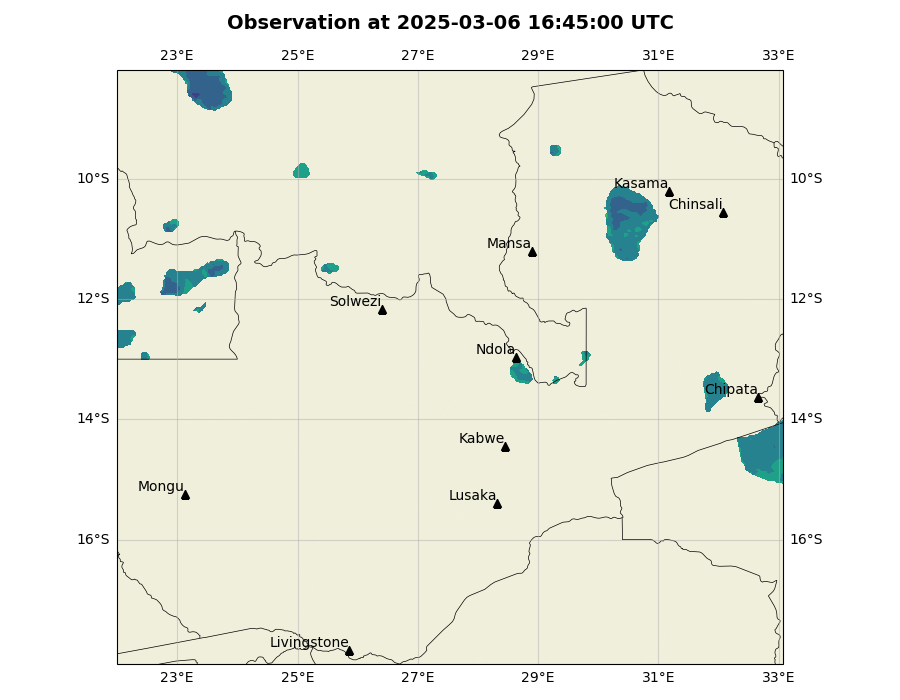 Observation at 2025-03-06 16:45:00 UTC
23°E 25°E 27°E 29°E 31°E 33°E
10°S 10°S
Kasama
Chinsali
Mansa
12°S 12°S
Solwezi
Ndola
Chipata
14°S 14°S
Kabwe
Mongu
Lusaka
16°S 16°S
Livingstone
23°E 25°E 27°E 29°E 31°E 33°E